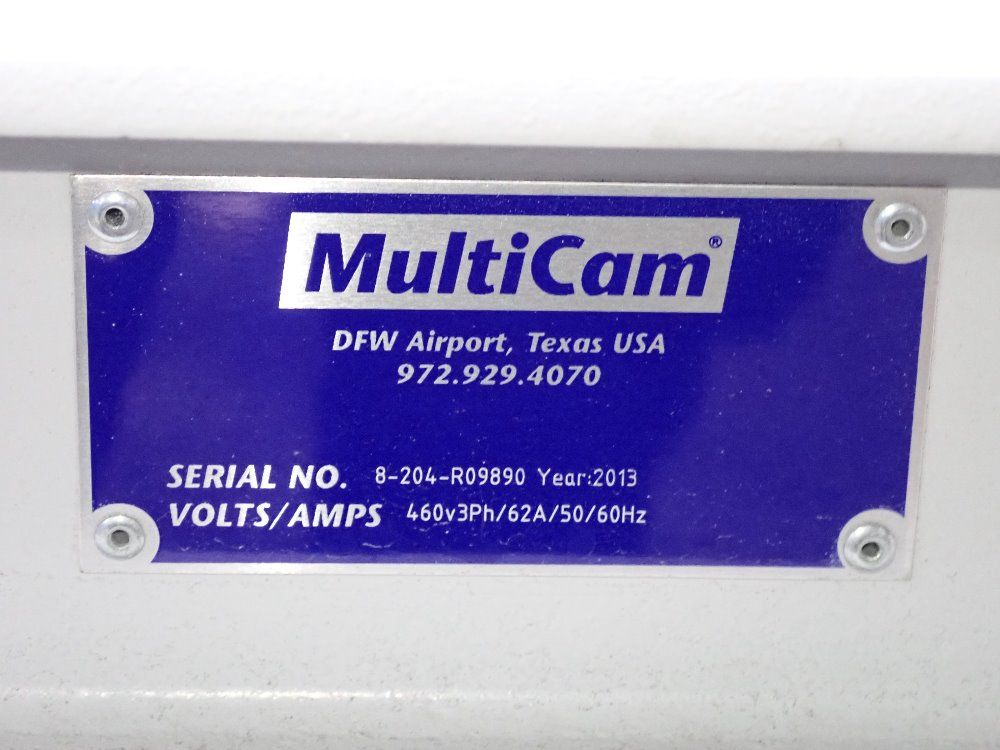 MultiCam®
DFW Airport, Texas USA
972.929.4070
SERIAL NO. 8-204-R09890 Year:2013
VOLTS/AMPS 460v3Ph/62A/50/60Hz